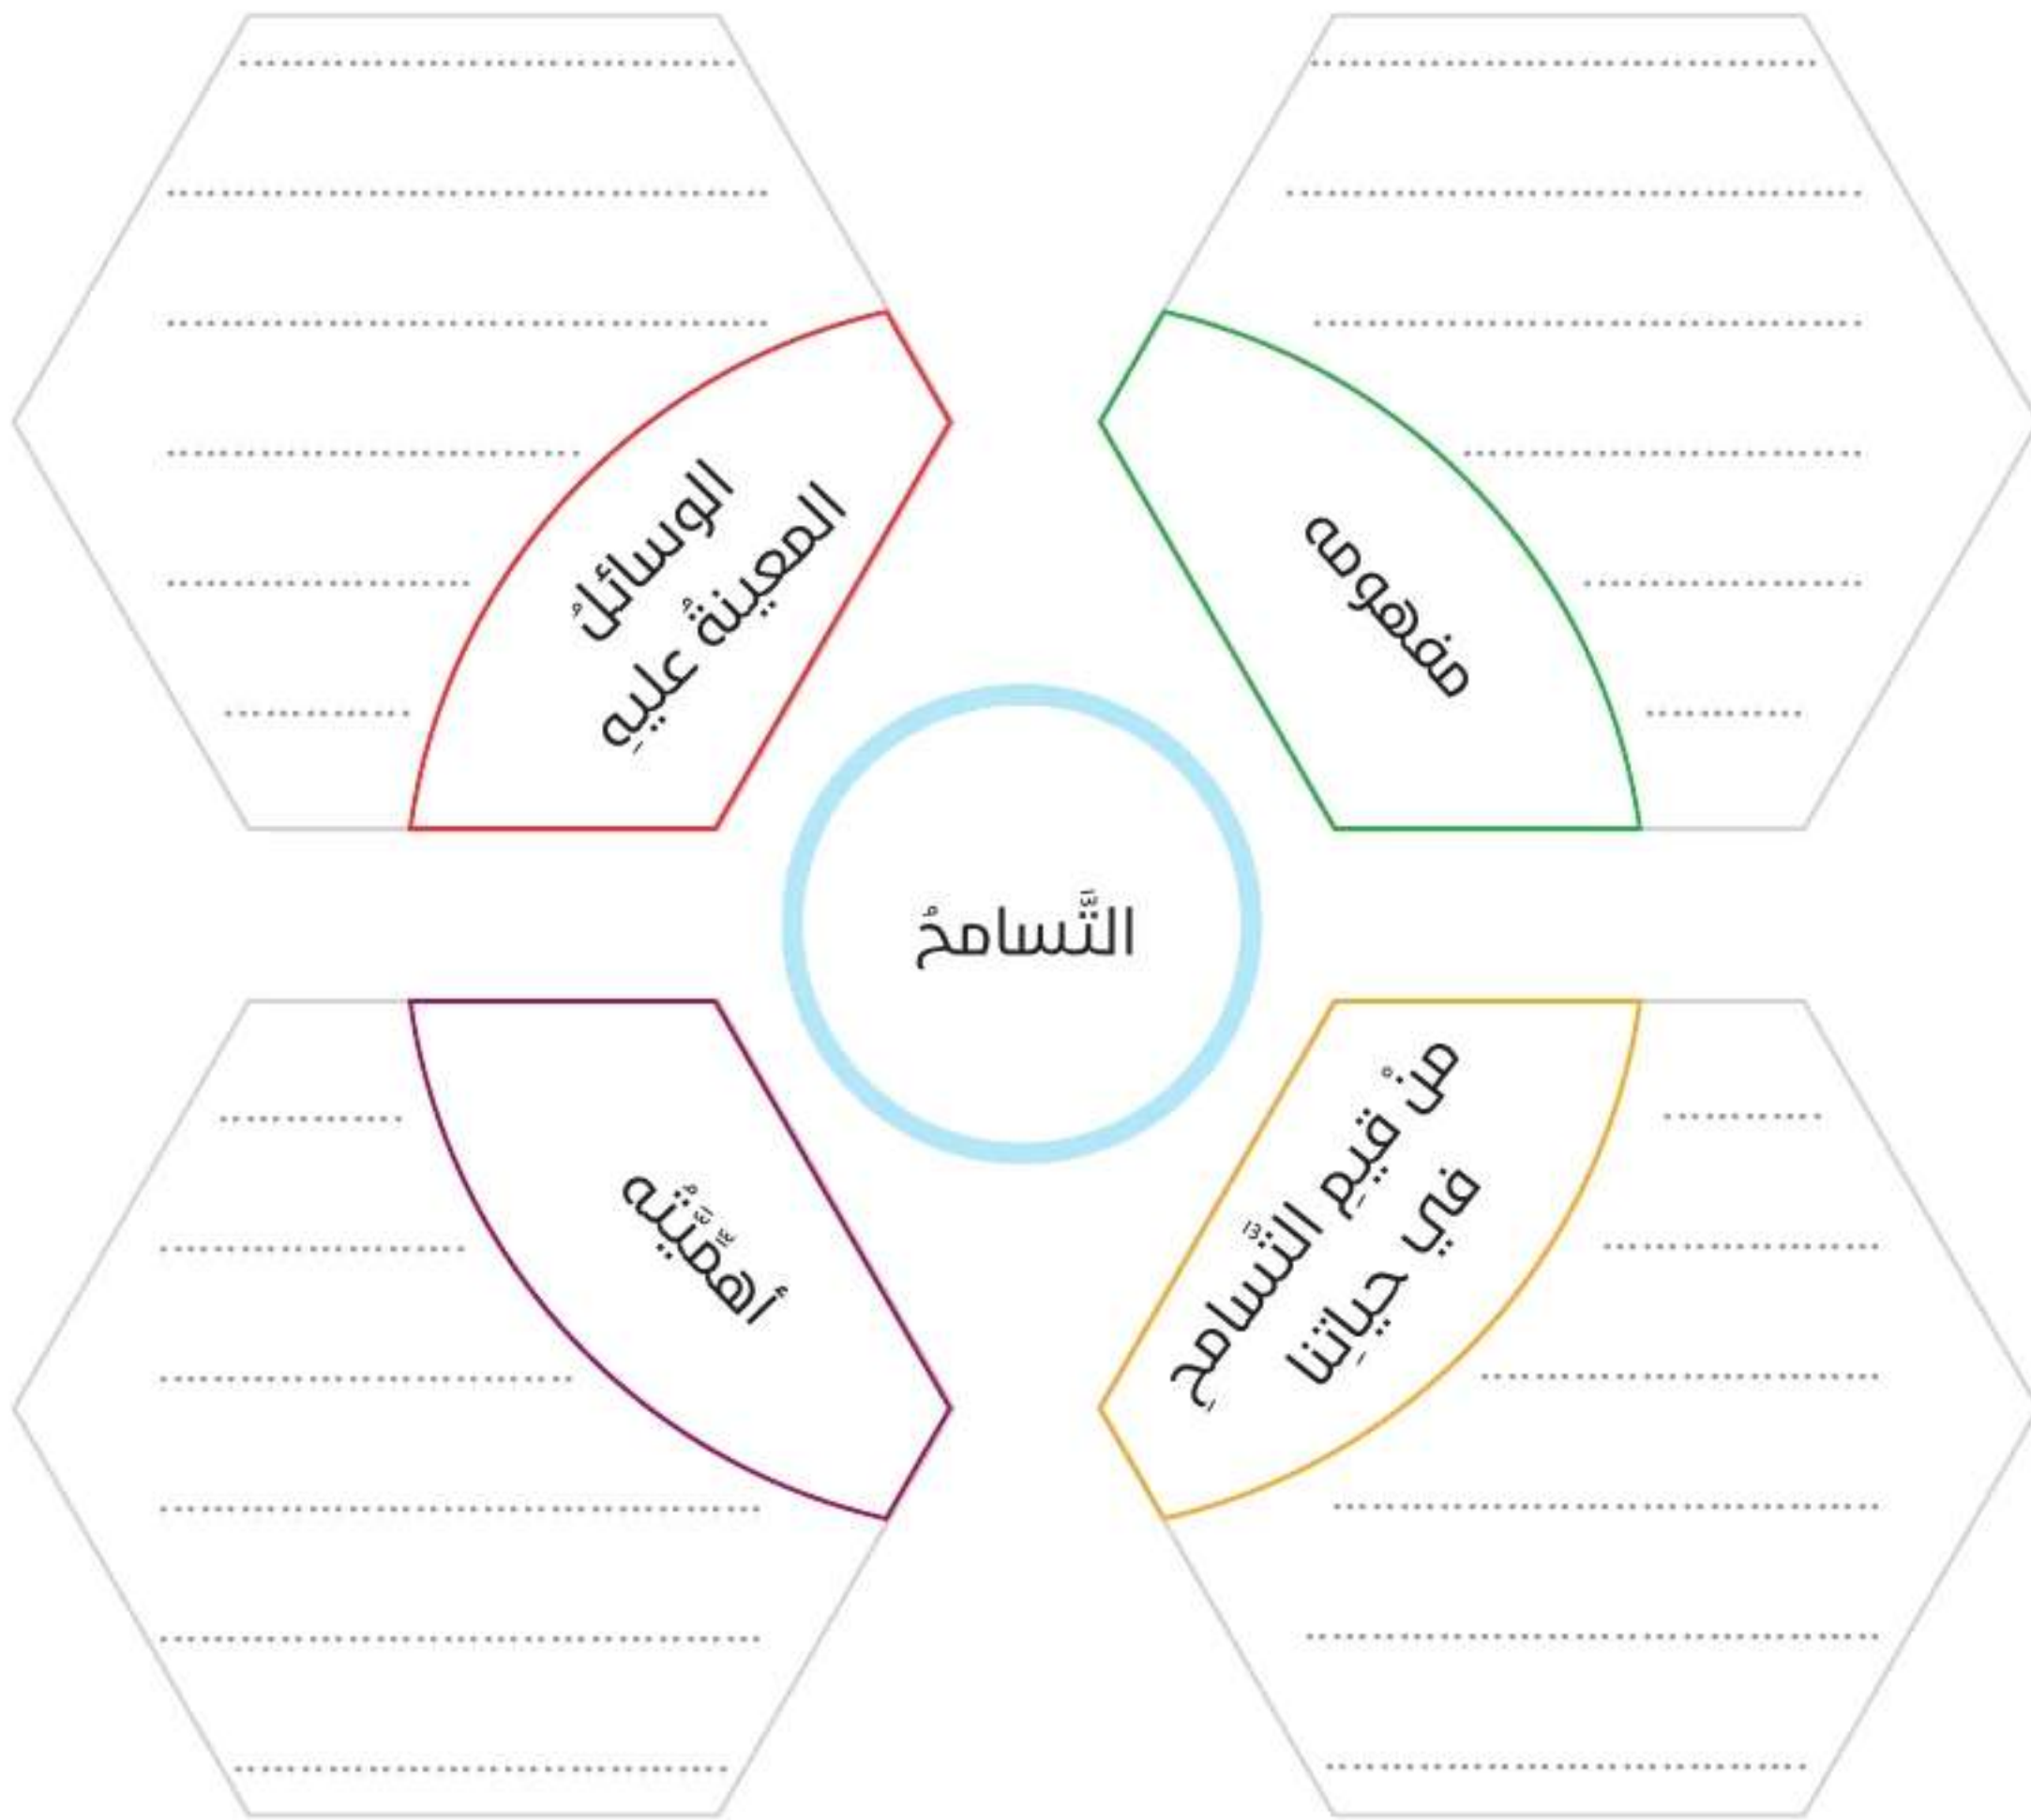 مفهومه
الوسائلُ
المعينةُ عليهِ
التَّسامحُ
منْ قيمِ التَّسامحِ
في حياتِنا
أهمِّيَّتُه